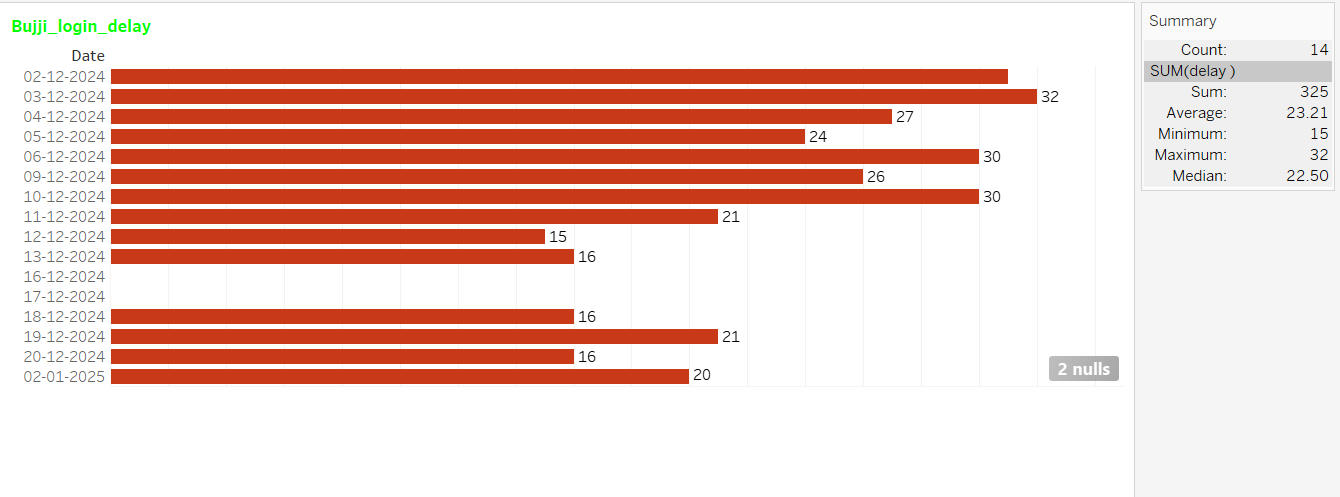 Bujji_login_delay
Date
02-12-2024
03-12-2024 32
04-12-2024 27
05-12-2024 24
06-12-2024 30
09-12-2024 26
10-12-2024 30
11-12-2024 21
12-12-2024 15
13-12-2024 16
16-12-2024
17-12-2024
18-12-2024 16
19-12-2024 21
20-12-2024 16
02-01-2025 20
2 nulls
Summary
Count: 14
SUM(delay )
Sum: 325
Average: 23.21
Minimum: 15
Maximum: 32
Median: 22.50